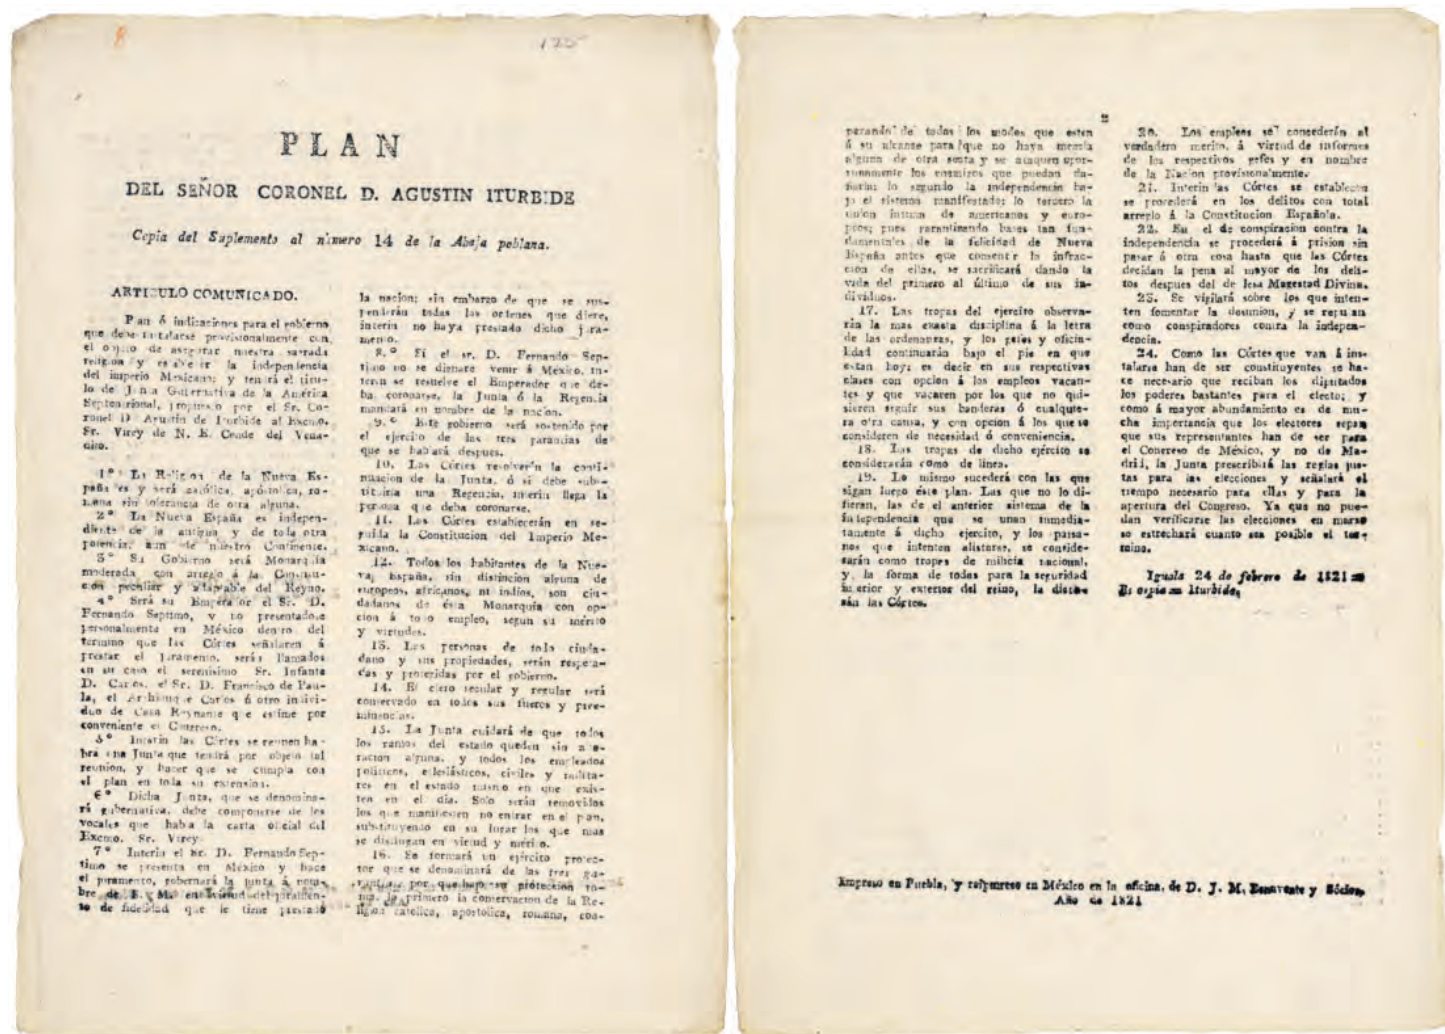 8
125
PLAN
DEL SEÑOR CORONEL D. AGUSTIN ITURBIDE
Copia del Suplemento al número 14 de la Abeja poblana.
ARTICULO COMUNICADO.
Plan ó indicaciones para el gobierno
que debe instalarse provisionalmente con
el objeto de asegurar nuestra sagrada
religion y establecer la independencia
del imperio Mexicano; y tendrá el titu-
lo de Junta Gubernativa de la América
Septentrional, propuesto por el Sr. Co-
ronel D. Agustin de Iturbide al Excmo.
Sr. Virey de N. E. Conde del Vena-
dito.
1° La Religion de la Nueva Es-
paña es y será católica, apostólica, ro-
mana sin tolerancia de otra alguna.
2° La Nueva España es indepen-
diente de la antigua y de toda otra
potencia, aun de nuestro Continente.
3° Su Gobierno será Monarquía
moderada con arreglo á la Constitu-
cion peculiar y adaptable del Reyno.
4° Será su Emperador el Sr. D.
Fernando Septimo, y no presentandose
personalmente en México dentro del
termino que las Córtes señalaren á
prestar el juramento, serán llamados
en su caso el serenisimo Sr. Infante
D. Carlos, el Sr. D. Francisco de Pau-
la, el Archiduque Carlos ó otro indivi-
duo de Casa Reynante que estime por
conveniente el Congreso.
5° Interin las Córtes se reunen ha-
brá una Junta que tendrá por objeto tal
reunion, y hacer que se cumpla con
el plan en toda su extension.
6° Dicha Junta, que se denomina-
rá gubernativa, debe componerse de los
vocales que habla la carta oficial del
Excmo. Sr. Virey.
7° Interin el Sr. D. Fernando Sep-
timo se presenta en México y hace
el juramento, gobernará la junta á nom-
bre de S. M. en virtud del juramen-
to de fidelidad que le tiene prestado
la nacion; sin embargo de que se sus-
penderán todas las ordenes que diere,
interin no haya prestado dicho jura-
mento.
8.° Si el sr. D. Fernando Sep-
timo no se dignare venir á México, in-
terin se resuelve el Emperador que de-
ba coronarse, la Junta ó la Regencia
mandará en nombre de la nacion.
9.° Este gobierno será sostenido por
el ejercito de las tres garantias de
que se hablará despues.
10. Las Córtes resolverán la conti-
nuacion de la Junta, ó si debe subs-
tituirla una Regencia, interin llega la
persona que deba coronarse.
11. Las Córtes establecerán en se-
guida la Constitucion del Imperio Me-
xicano.
12. Todos los habitantes de la Nue-
va España, sin distincion alguna de
europeos, africanos, ni indios, son ciu-
dadanos de ésta Monarquía con op-
cion á todo empleo, segun su mérito
y virtudes.
13. Las personas de todo ciuda-
dano y sus propiedades, serán respeta-
das y protegidas por el gobierno.
14. El clero secular y regular será
conservado en todos sus fueros y pree-
minencias.
15. La Junta cuidará de que todos
los ramos del estado queden sin alte-
racion alguna, y todos los empleados
politicos, eclesiásticos, civiles y milita-
res en el estado mismo en que exis-
ten en el dia. Solo serán removidos
los que manifiesten no entrar en el plan,
substituyendo en su lugar los que mas
se distingan en virtud y mérito.
16. Se formará un ejército protec-
tor que se denominará de las tres ga-
rantias, por que bajo su proteccion to-
ma, lo primero la conservacion de la Re-
ligion catolica, apostolica, romana, coo-
2
perando de todos los modos que esten
á su alcance para que no haya mezcla
alguna de otra secta y se ataquen opor-
tunamente los enemigos que puedan da-
ñarla; lo segundo la independencia ba-
jo el sistema manifestado; lo tercero la
union intima de americanos y euro-
peos; pues garantizando bases tan fun-
damentales de la felicidad de Nueva
España antes que consentir la infrac-
cion de ellas, se sacrificará dando la
vida del primero al último de sus in-
dividuos.
17. Las tropas del ejercito observa-
rán la mas exacta disciplina á la letra
de las ordenanzas, y los gefes y oficia-
lidad continuarán bajo el pie en que
estan hoy: es decir en sus respectivas
clases con opcion á los empleos vacan-
tes y que vacaren por los que no qui-
sieren seguir sus banderas ó cualquie-
ra otra causa, y con opcion á los que se
consideren de necesidad ó conveniencia.
18. Las tropas de dicho ejército se
considerarán como de linea.
19. Lo mismo sucederá con las que
sigan luego éste plan. Las que no lo di-
fieran, las de el anterior sistema de la
independencia que se unan inmedia-
tamente á dicho ejército, y los paisa-
nos que intenten alistarse, se conside-
rarán como tropas de milicia nacional,
y la forma de todas para la seguridad
interior y exterior del reino, la dicta-
rán las Córtes.
20. Los empleos se concederán al
verdadero merito, á virtud de informes
de los respectivos gefes y en nombre
de la Nacion provisionalmente.
21. Interin las Córtes se establecen
se procederá en los delitos con total
arreglo á la Constitucion Española.
22. En el de conspiracion contra la
independencia se procederá á prision sin
pasar á otra cosa hasta que las Córtes
decidan la pena al mayor de los deli-
tos despues del de lesa Magestad Divina.
23. Se vigilará sobre los que inten-
ten fomentar la desunion, y se reputan
como conspiradores contra la indepen-
dencia.
24. Como las Córtes que van á ins-
talarse han de ser constituyentes se ha-
ce necesario que reciban los diputados
los poderes bastantes para el efecto; y
como á mayor abundamiento es de mu-
cha importancia que los electores sepan
que sus representantes han de ser para
el Congreso de México, y no de Ma-
drid, la Junta prescribirá las reglas jus-
tas para las elecciones y señalará el
tiempo necesario para ellas y para la
apertura del Congreso. Ya que no pue-
dan verificarse las elecciones en marzo
se estrechará cuanto sea posible el ter-
mino.
Iguala 24 de febrero de 1821 =
Es copia = Iturbide.
Impreso en Puebla, y reimpreso en México en la oficina, de D. J. M. Benavente y Sócios,
Año de 1821